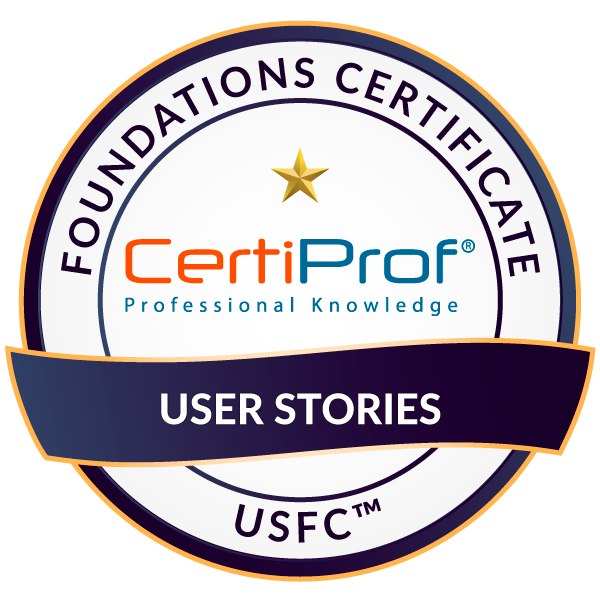 FOUNDATIONS CERTIFICATE
CertiProf®
Professional Knowledge
USER STORIES
USFC™